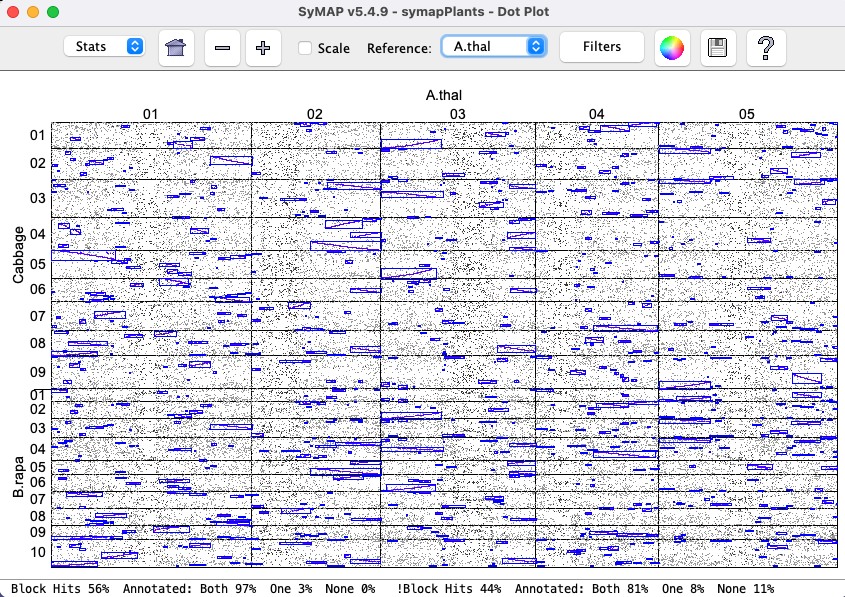 SyMAP v5.4.9 - symapPlants - Dot Plot
Stats Scale Reference: A.thal Filters ?
A.thal
01 02 03 04 05
Cabbage
01
02
03
04
05
06
07
08
09
B.rapa
01
02
03
04
05
06
07
08
09
10
Block Hits 56% Annotated: Both 97% One 3% None 0% !Block Hits 44% Annotated: Both 81% One 8% None 11%